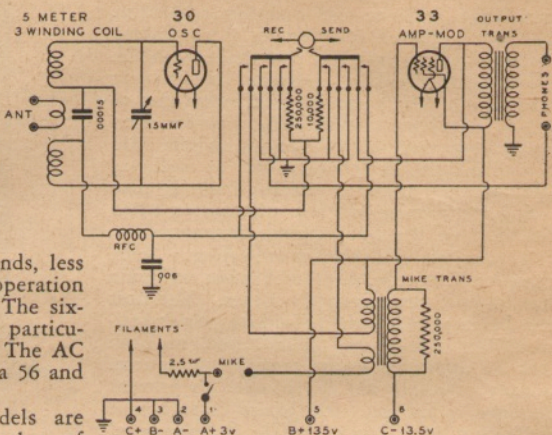 5 METER
3 WINDING COIL
30
OSC
REC
SEND
33
AMP-MOD
OUTPUT
TRANS
ANT
.00015
15MMF
250,000
10,000
PHONES
RFC
.006
nds, less
operation
The six-
particu-
The AC
a 56 and
dels are
MIKE TRANS
FILAMENTS
2.5
MIKE
250,000
4 3 2 1 5 6
C+ B- A- A+3v B+135v C-13.5v